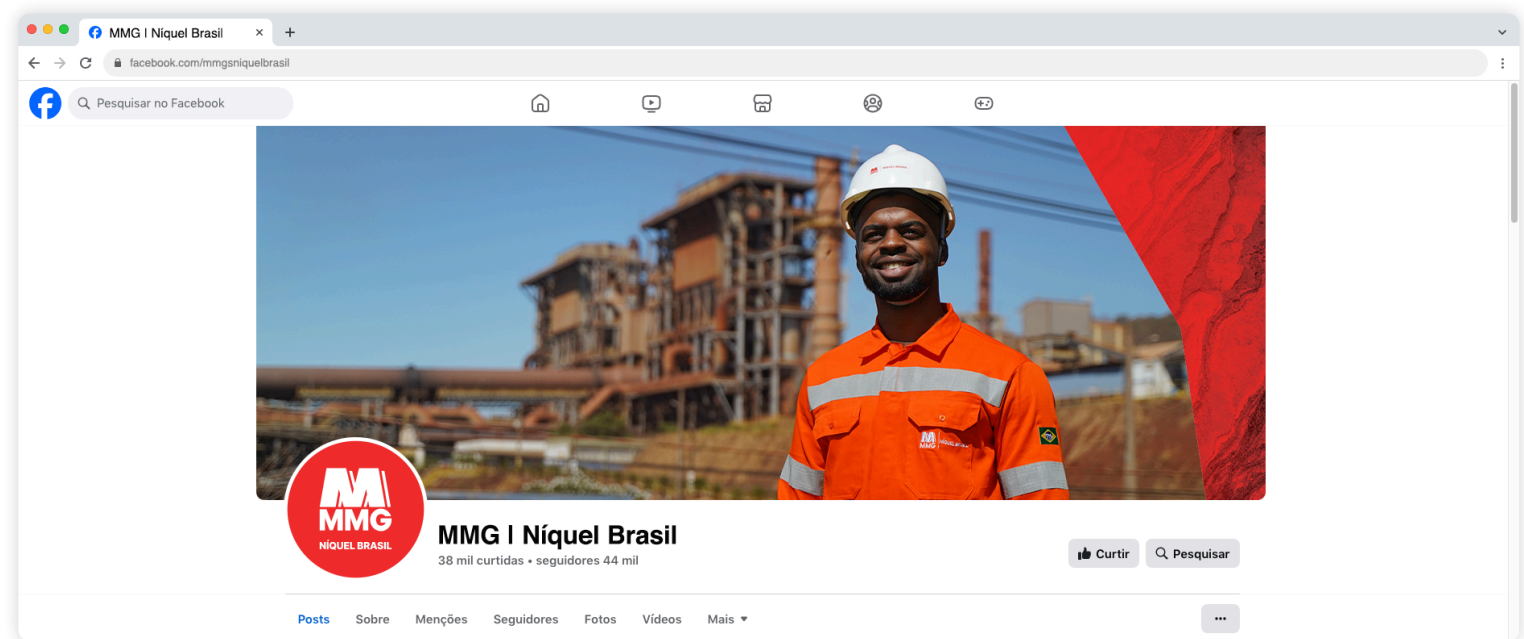 MMG | Níquel Brasil
facebook.com/mmgsniquelbrasil
Pesquisar no Facebook
MMG
MMG
NÍQUEL BRASIL
MMG | Níquel Brasil
38 mil curtidas • seguidores 44 mil
Curtir
Pesquisar
Posts Sobre Menções Seguidores Fotos Vídeos Mais